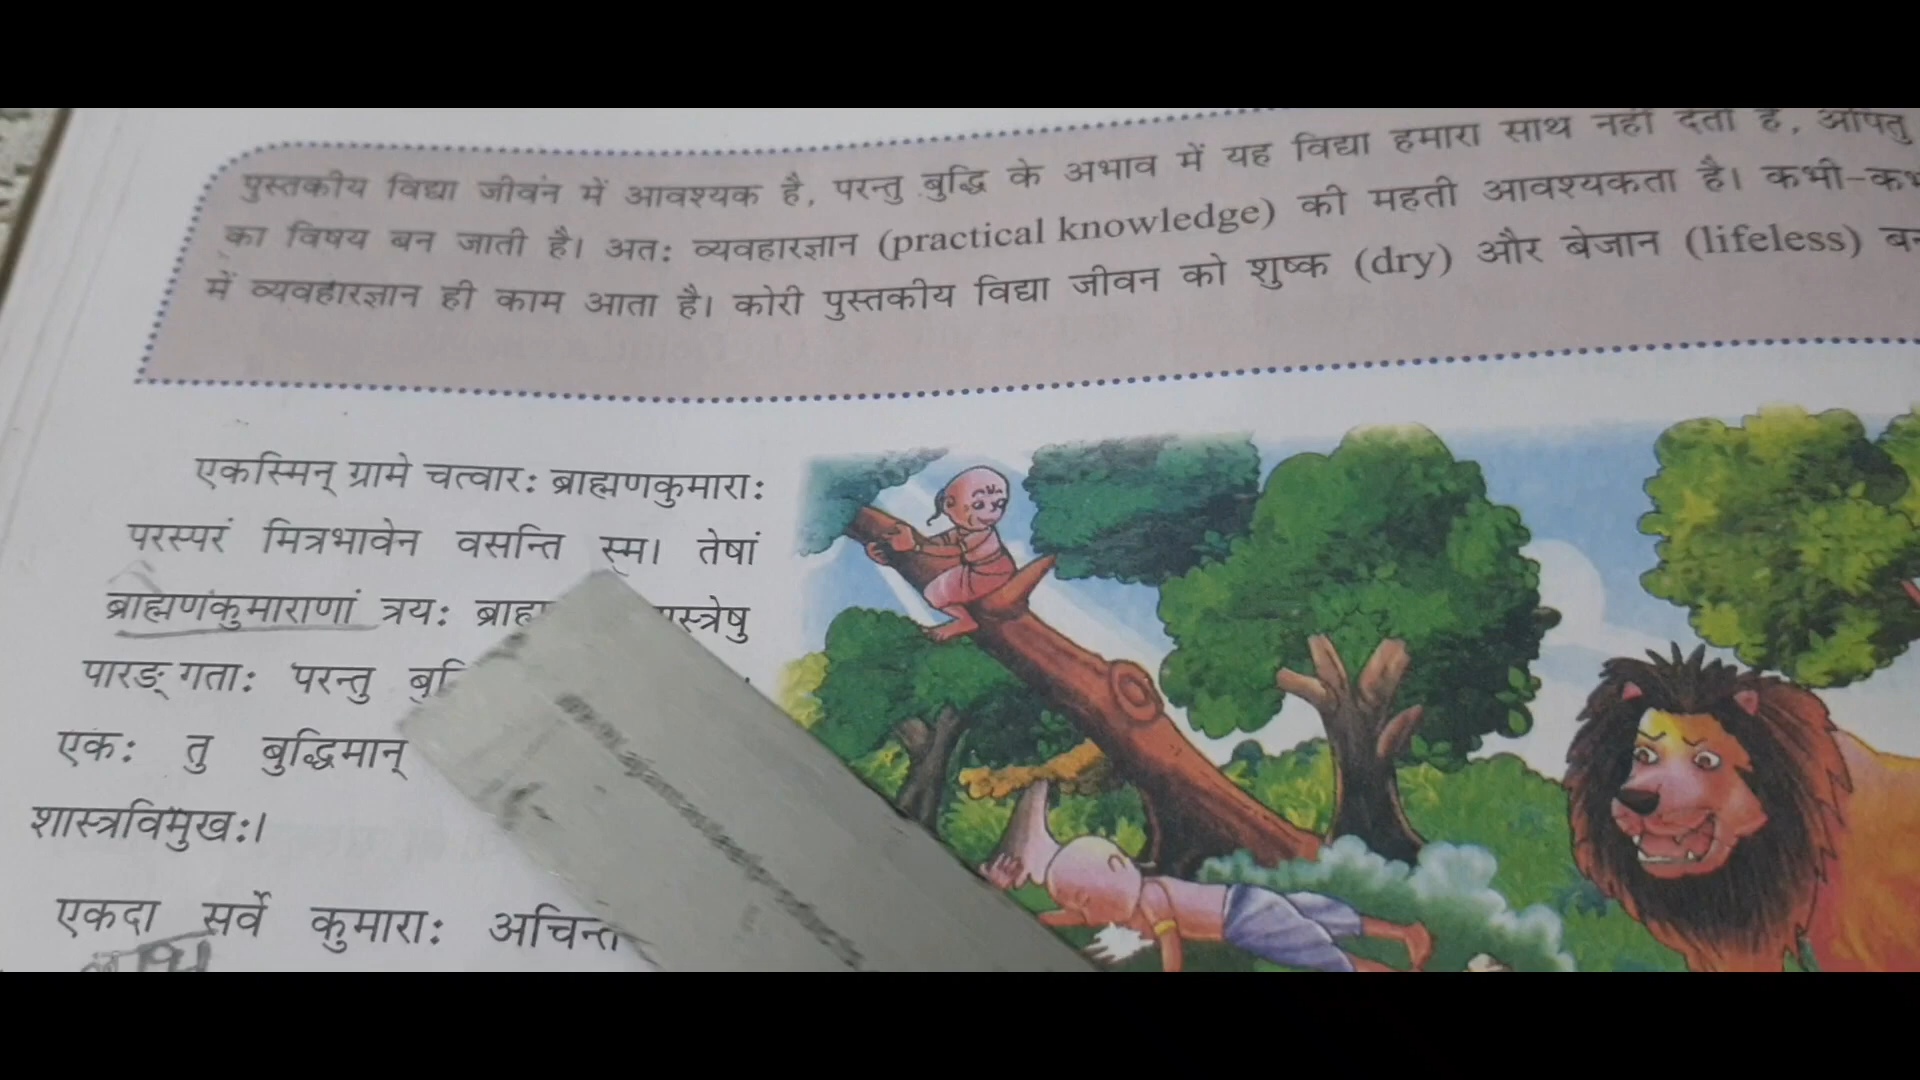 पुस्तकीय विद्या जीवन में आवश्यक है, परन्तु बुद्धि के अभाव में यह विद्या हमारा साथ नहीं देती है, अपितु
का विषय बन जाती है। अतः व्यवहारज्ञान (practical knowledge) की महती आवश्यकता है। कभी-कभ
में व्यवहारज्ञान ही काम आता है। कोरी पुस्तकीय विद्या जीवन को शुष्क (dry) और बेजान (lifeless)
एकस्मिन् ग्रामे चत्वारः ब्राह्मणकुमाराः
परस्परं मित्रभावेन वसन्ति स्म। तेषां
ब्राह्मणकुमाराणां त्रयः
पारङ्गताः परन्तु
एकः तु बुद्धिमान्
शास्त्रविमुखः।
एकदा सर्वे कुमाराः अचिन्त